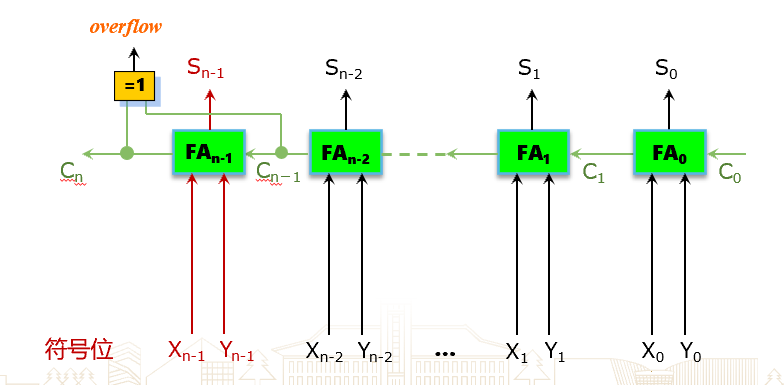 overflow
=1
S_{n-1} S_{n-2} S_1 S_0
FA_{n-1} FA_{n-2} FA_1 FA_0
C_n C_{n-1} C_1 C_0
符号位 X_{n-1} Y_{n-1} X_{n-2} Y_{n-2} ... X_1 Y_1 X_0 Y_0